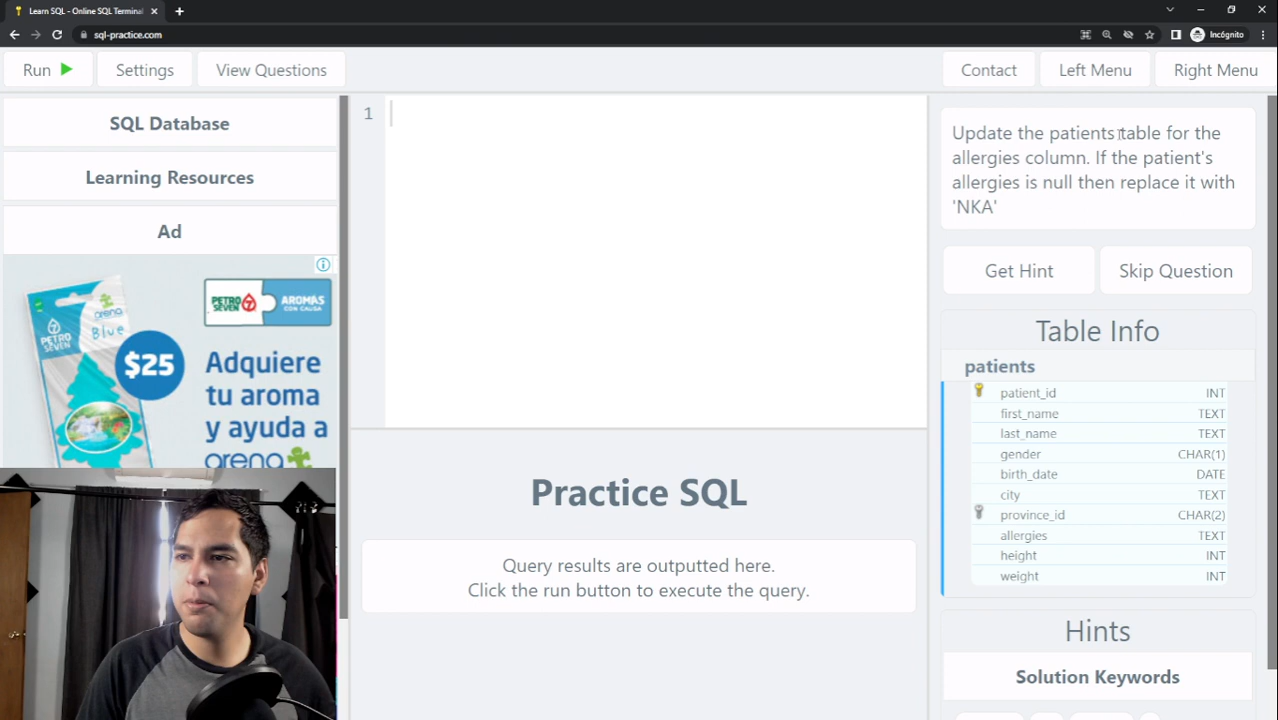 Learn SQL - Online SQL Terminal
sql-practice.com
Incógnito
Run
Settings
View Questions
Contact
Left Menu
Right Menu
SQL Database
Learning Resources
Ad
PETRO SEVEN
AROMÁS
CON CAUSA
arena
Blue
PETRO
SEVEN
$25
Adquiere
tu aroma
y ayuda a
arena
1
Practice SQL
Query results are outputted here.
Click the run button to execute the query.
Update the patients table for the
allergies column. If the patient's
allergies is null then replace it with
'NKA'
Get Hint
Skip Question
Table Info
patients
patient_id INT
first_name TEXT
last_name TEXT
gender CHAR(1)
birth_date DATE
city TEXT
province_id CHAR(2)
allergies TEXT
height INT
weight INT
Hints
Solution Keywords